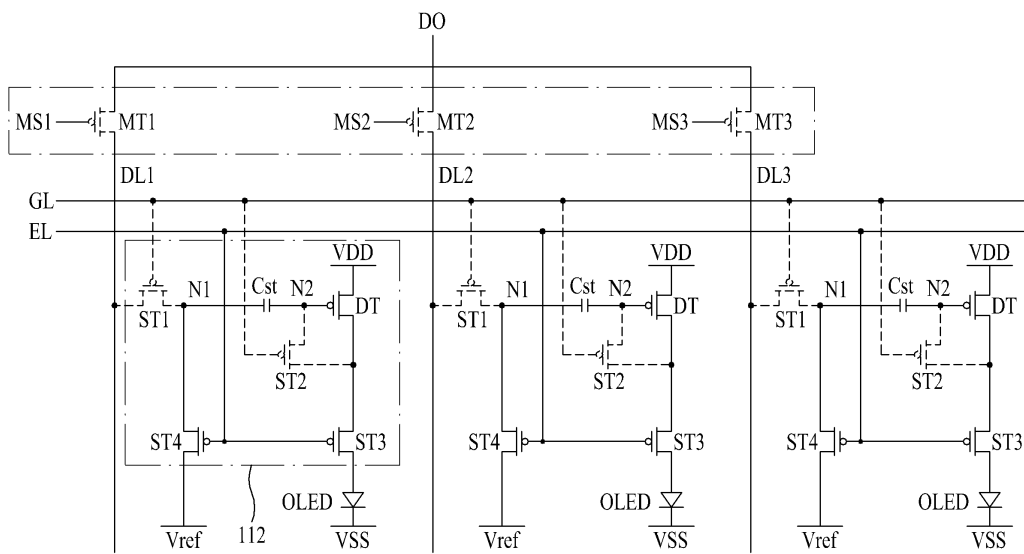 DO
MS1 MT1 MS2 MT2 MS3 MT3
DL1 DL2 DL3
GL
EL
VDD VDD VDD
N1 Cst N2 N1 Cst N2 N1 Cst N2
ST1 DT ST1 DT ST1 DT
ST2 ST2 ST2
ST4 ST3 ST4 ST3 ST4 ST3
OLED OLED OLED
Vref 112 VSS Vref VSS Vref VSS